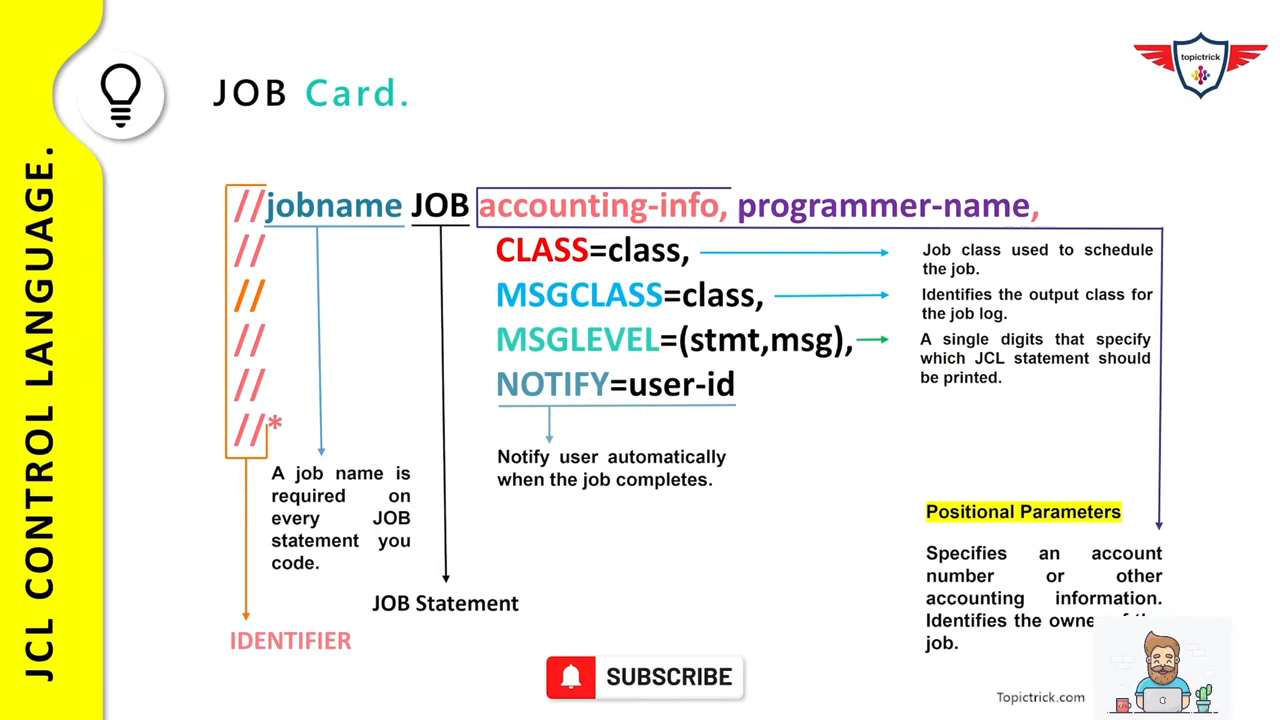 JCL CONTROL LANGUAGE.
JOB Card.
topictrick
//jobname JOB accounting-info, programmer-name,
// CLASS=class,
// MSGCLASS=class,
// MSGLEVEL=(stmt,msg),
// NOTIFY=user-id
//*
Job class used to schedule
the job.
Identifies the output class for
the job log.
A single digits that specify
which JCL statement should
be printed.
Notify user automatically
when the job completes.
A job name is
required on
every JOB
statement you
code.
JOB Statement
IDENTIFIER
Positional Parameters
Specifies an account
number or other
accounting information.
Identifies the owner of the
job.
SUBSCRIBE
Topictrick.com